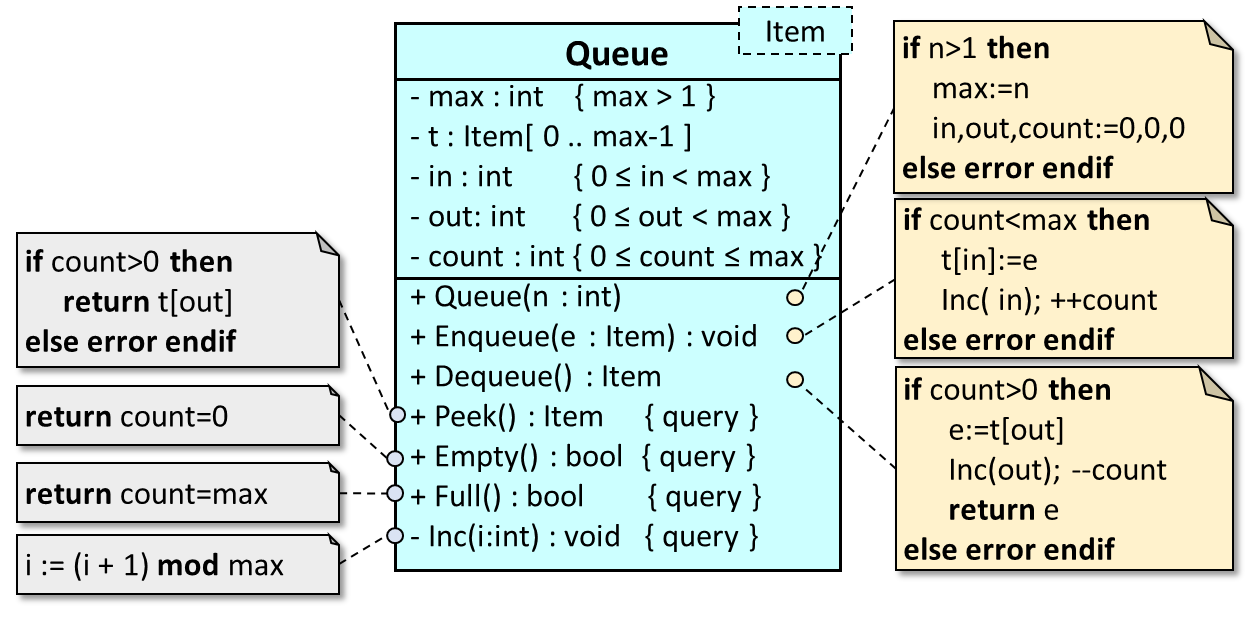 Item
Queue
- max : int { max > 1 }
- t : Item[ 0 .. max-1 ]
- in : int { 0 ≤ in < max }
- out: int { 0 ≤ out < max }
- count : int { 0 ≤ count ≤ max }
+ Queue(n : int)
+ Enqueue(e : Item) : void
+ Dequeue() : Item
+ Peek() : Item { query }
+ Empty() : bool { query }
+ Full() : bool { query }
- Inc(i:int) : void { query }
if count>0 then
return t[out]
else error endif
return count=0
return count=max
i := (i + 1) mod max
if n>1 then
max:=n
in,out,count:=0,0,0
else error endif
if count<max then
t[in]:=e
Inc( in); ++count
else error endif
if count>0 then
e:=t[out]
Inc(out); --count
return e
else error endif